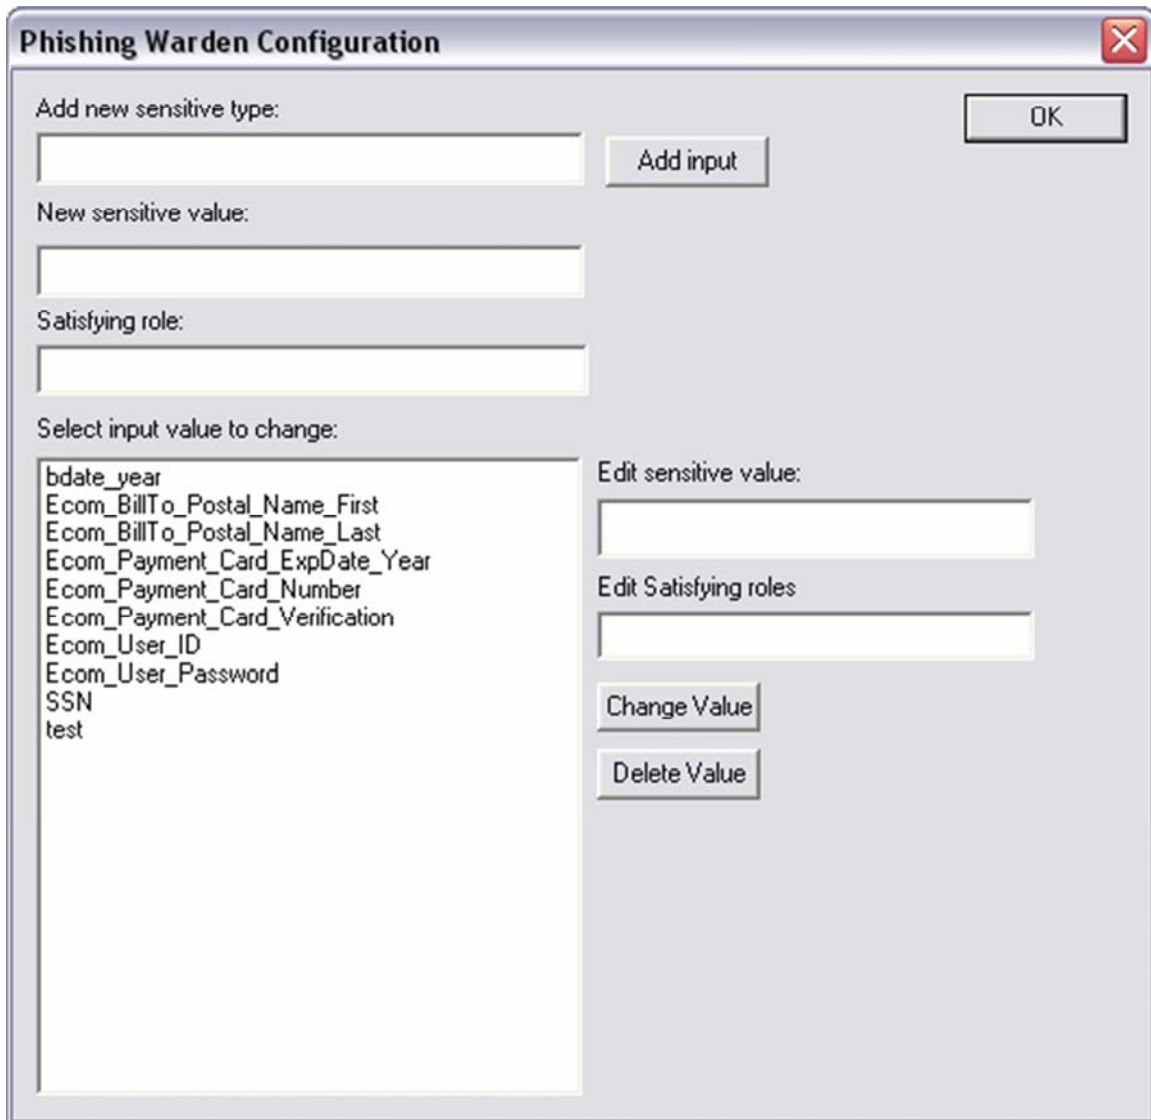 Phishing Warden Configuration
Add new sensitive type:
OK
Add input
New sensitive value:
Satisfying role:
Select input value to change:
bdate_year
Ecom_BillTo_Postal_Name_First
Ecom_BillTo_Postal_Name_Last
Ecom_Payment_Card_ExpDate_Year
Ecom_Payment_Card_Number
Ecom_Payment_Card_Verification
Ecom_User_ID
Ecom_User_Password
SSN
test
Edit sensitive value:
Edit Satisfying roles
Change Value
Delete Value